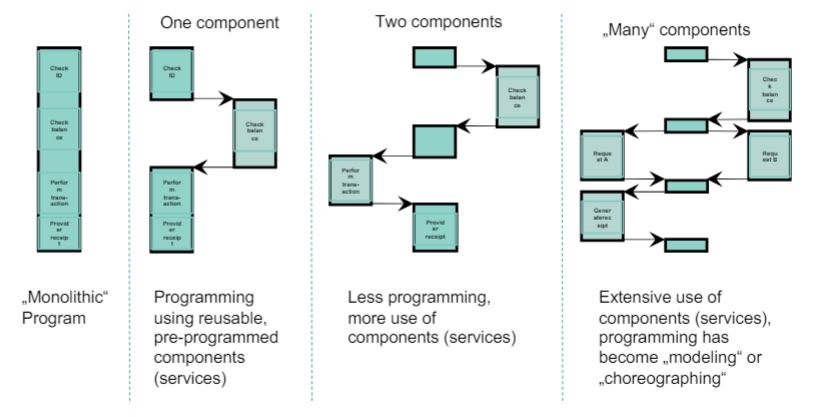 One component
Two components
„Many“ components
Check
ID
Check
balan
ce
Perfor
m
trans-
action
Provid
er
receip
t
Check
ID
Check
balan
ce
Perfor
m
trans-
action
Provid
er
receip
t
Check
balan
ce
Perfor
m
trans-
action
Provid
er
receipt
Chec
k
balan
ce
Reque
st A
Requ
est B
Gener
aterec
eipt
„Monolithic“
Program
Programming
using reusable,
pre-programmed
components
(services)
Less programming,
more use of
components (services)
Extensive use of
components (services),
programming has
become „modeling“ or
„choreographing“